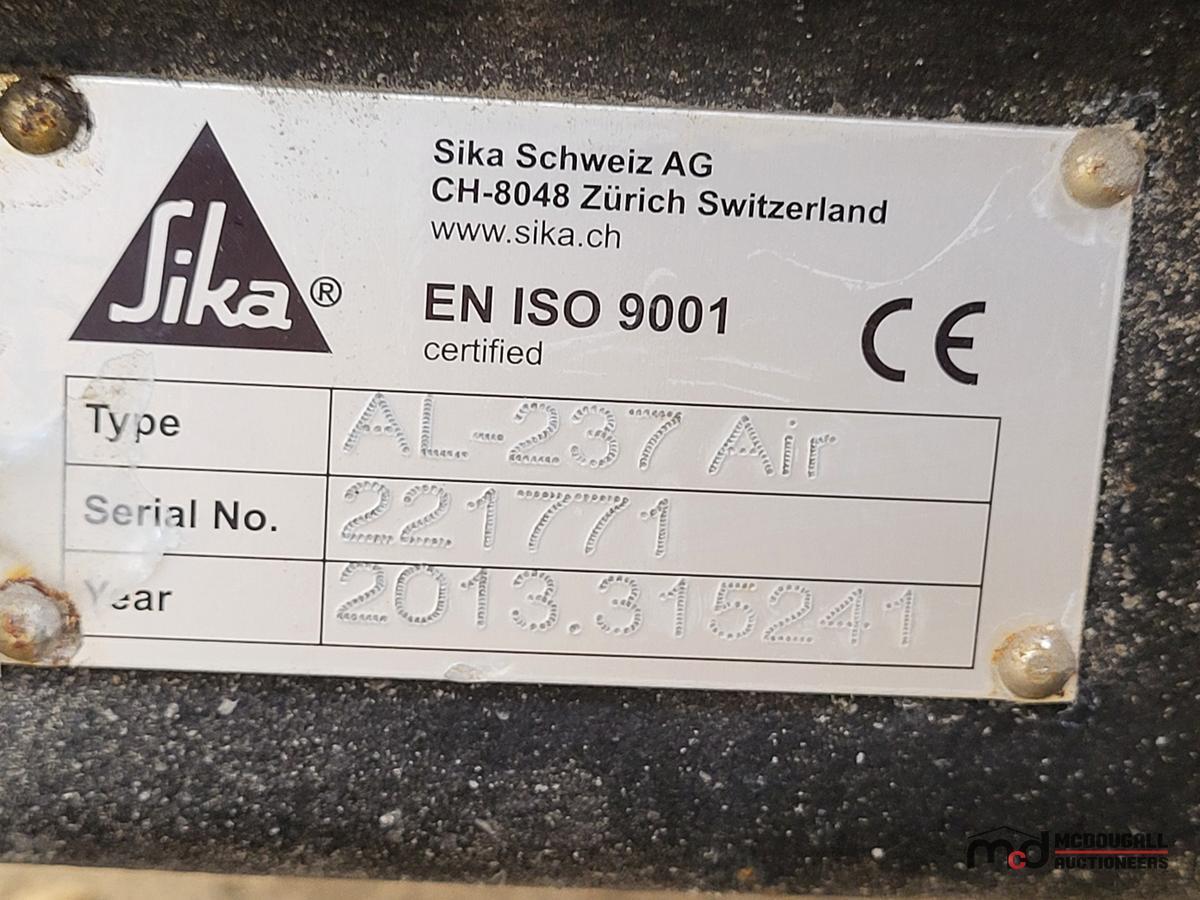 Sika®
Sika Schweiz AG
CH-8048 Zürich Switzerland
www.sika.ch
EN ISO 9001
certified
CE
Type AL-237 Air
Serial No. 221771
Year 2013.315241
mcd MCDOUGALL
AUCTIONEERS